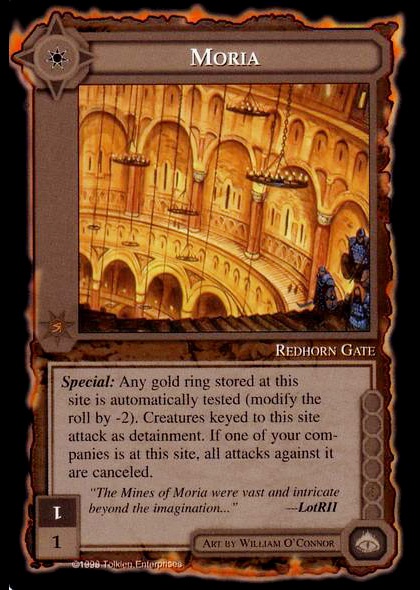 MORIA
REDHORN GATE
Special: Any gold ring stored at this
site is automatically tested (modify the
roll by -2). Creatures keyed to this site
attack as detainment. If one of your com-
panies is at this site, all attacks against it
are canceled.
"The Mines of Moria were vast and intricate
beyond the imagination..." —LotRII
1
1
ART BY WILLIAM O'CONNOR
©1998 Tolkien Enterprises